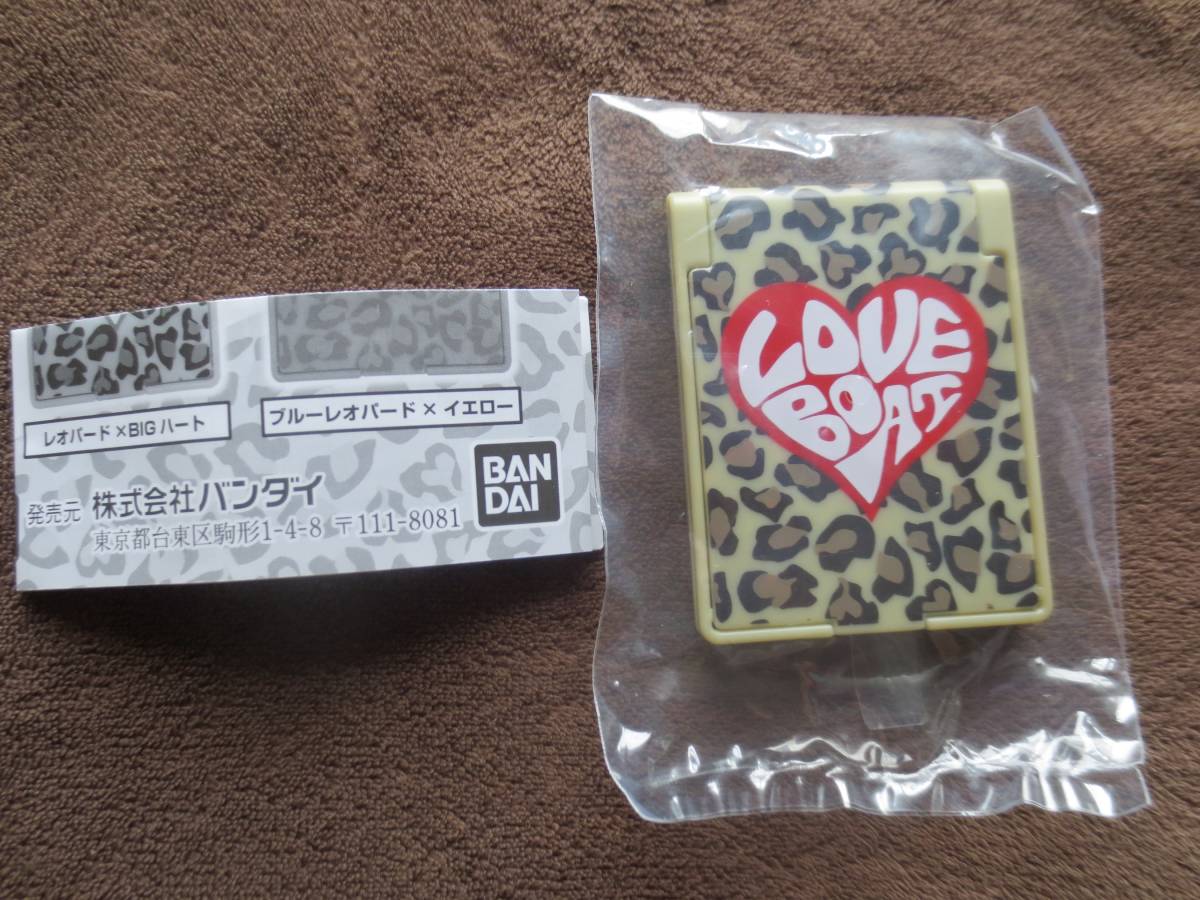 レオパード×BIGハート
ブルーレオパード × イエロー
発売元 株式会社バンダイ
東京都台東区駒形1-4-8 〒111-8081
BAN
DAI
LOVE
BOAT